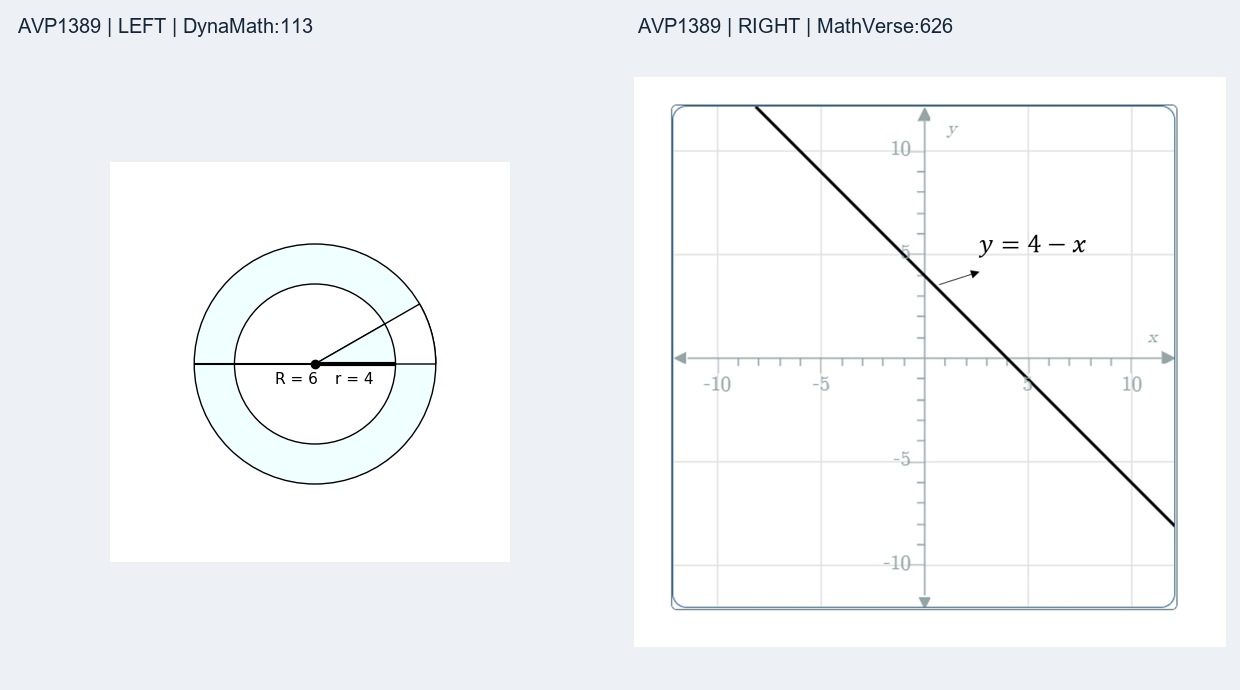 AVP1389 | LEFT | DynaMath:113
R = 6 r = 4
AVP1389 | RIGHT | MathVerse:626
y
10
y = 4 − x
5
x
-10 -5 5 10
-5
-10